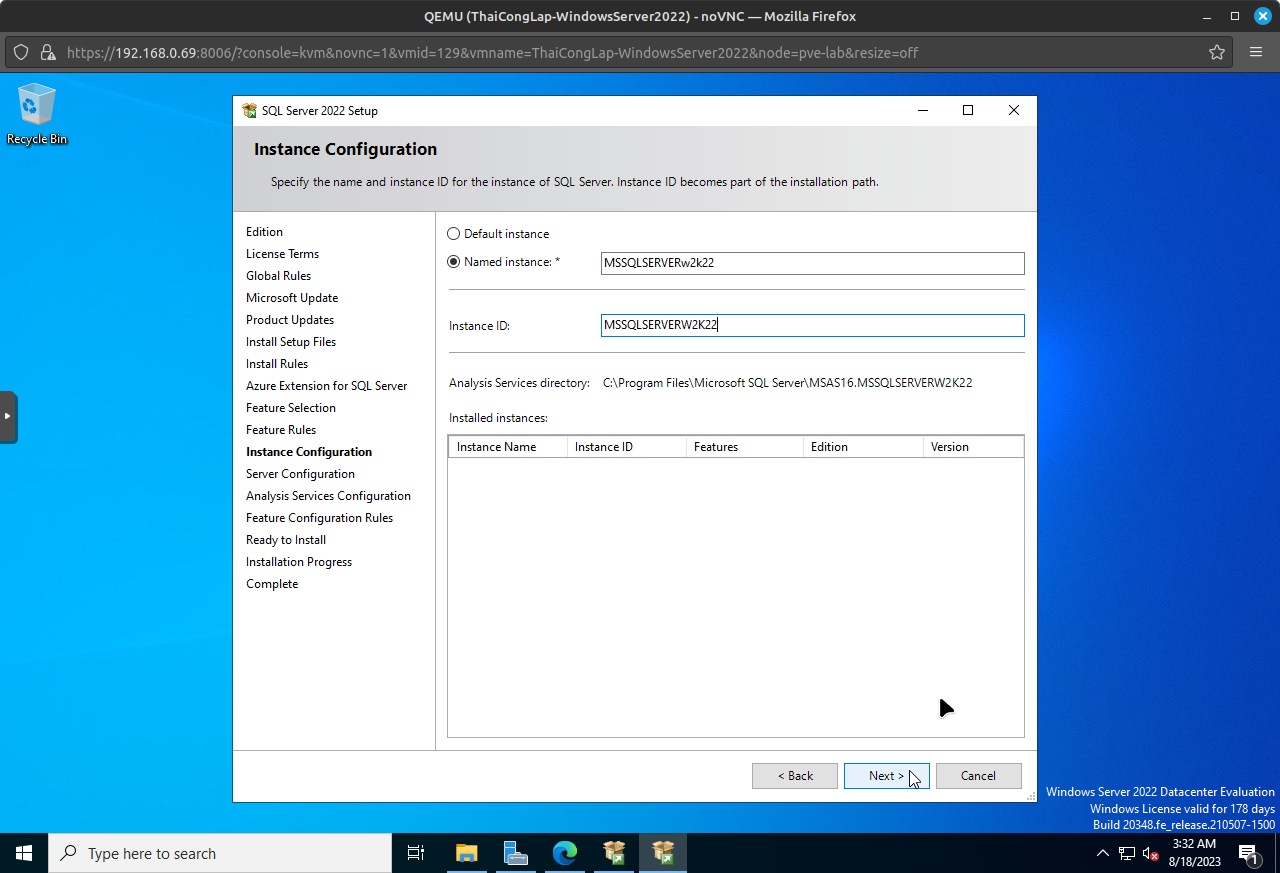 QEMU (ThaiCongLap-WindowsServer2022) - noVNC — Mozilla Firefox
https://192.168.0.69:8006/?console=kvm&novnc=1&vmid=129&vmname=ThaiCongLap-WindowsServer2022&node=pve-lab&resize=off
Recycle Bin
SQL Server 2022 Setup
Instance Configuration
Specify the name and instance ID for the instance of SQL Server. Instance ID becomes part of the installation path.
Edition
License Terms
Global Rules
Microsoft Update
Product Updates
Install Setup Files
Install Rules
Azure Extension for SQL Server
Feature Selection
Feature Rules
Instance Configuration
Server Configuration
Analysis Services Configuration
Feature Configuration Rules
Ready to Install
Installation Progress
Complete
Default instance
Named instance: * MSSQLSERVERw2k22
Instance ID: MSSQLSERVERW2K22
Analysis Services directory: C:\Program Files\Microsoft SQL Server\MSAS16.MSSQLSERVERW2K22
Installed instances:
Instance Name Instance ID Features Edition Version
< Back Next > Cancel
Windows Server 2022 Datacenter Evaluation
Windows License valid for 178 days
Build 20348.fe_release.210507-1500
Type here to search
3:32 AM
8/18/2023
1